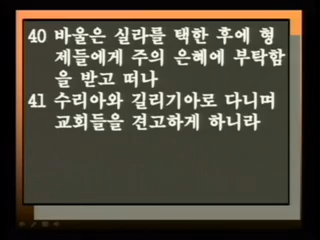 40 바울은 실라를 택한 후에 형
제들에게 주의 은혜에 부탁함
을 받고 떠나
41 수리아와 길리기아로 다니며
교회들을 견고하게 하니라